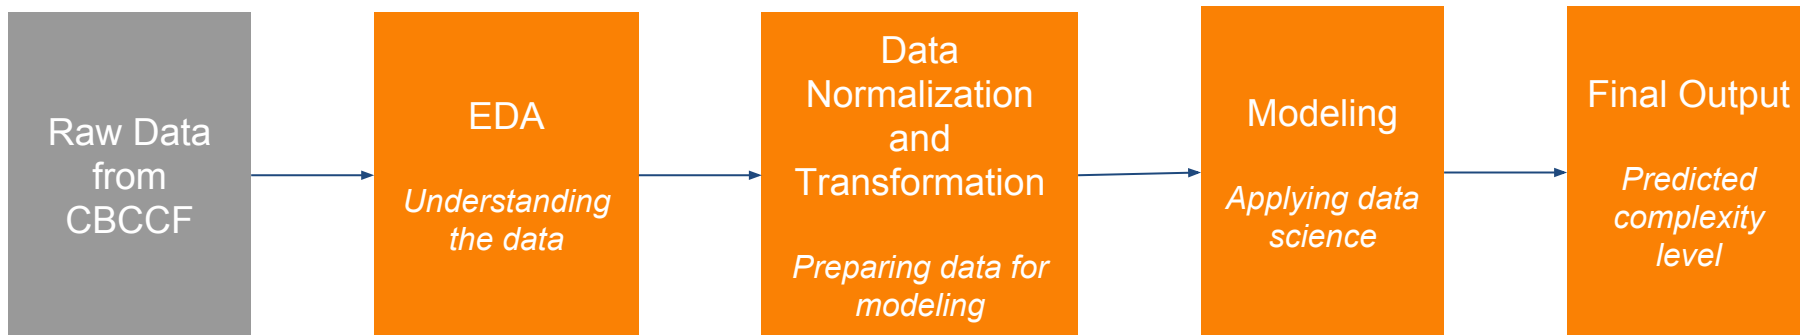 Raw Data
from
CBCCF
EDA
Understanding
the data
Data
Normalization
and
Transformation
Preparing data for
modeling
Modeling
Applying data
science
Final Output
Predicted
complexity
level